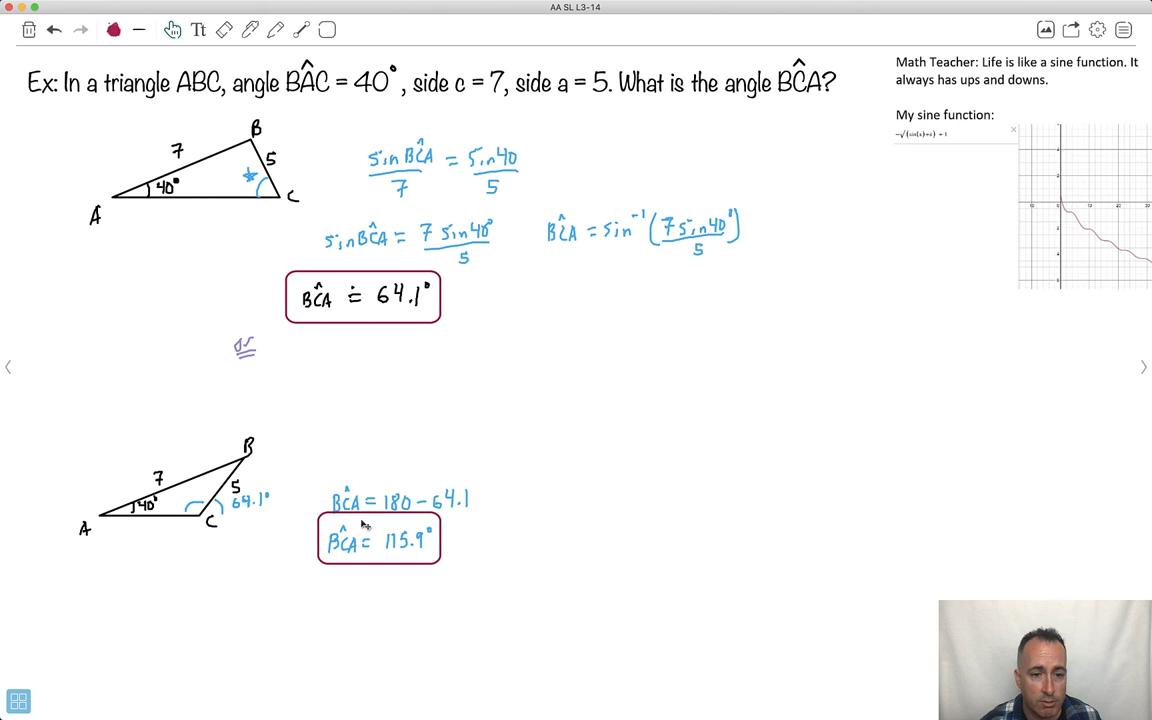 AA SL L3-14
Tt
Ex: In a triangle ABC, angle BÂC = 40°, side c = 7, side a = 5. What is the angle BĈA?
Math Teacher: Life is like a sine function. It
always has ups and downs.
My sine function:
B
7
5
40°
A
C
sin BĈA / 7 = sin 40 / 5
sin BĈA = 7 sin 40° / 5
BĈA = sin⁻¹ (7 sin 40° / 5)
BĈA ≐ 64.1°
or
B
7
5
40°
64.1°
A
C
BĈA = 180 - 64.1
BĈA = 115.9°